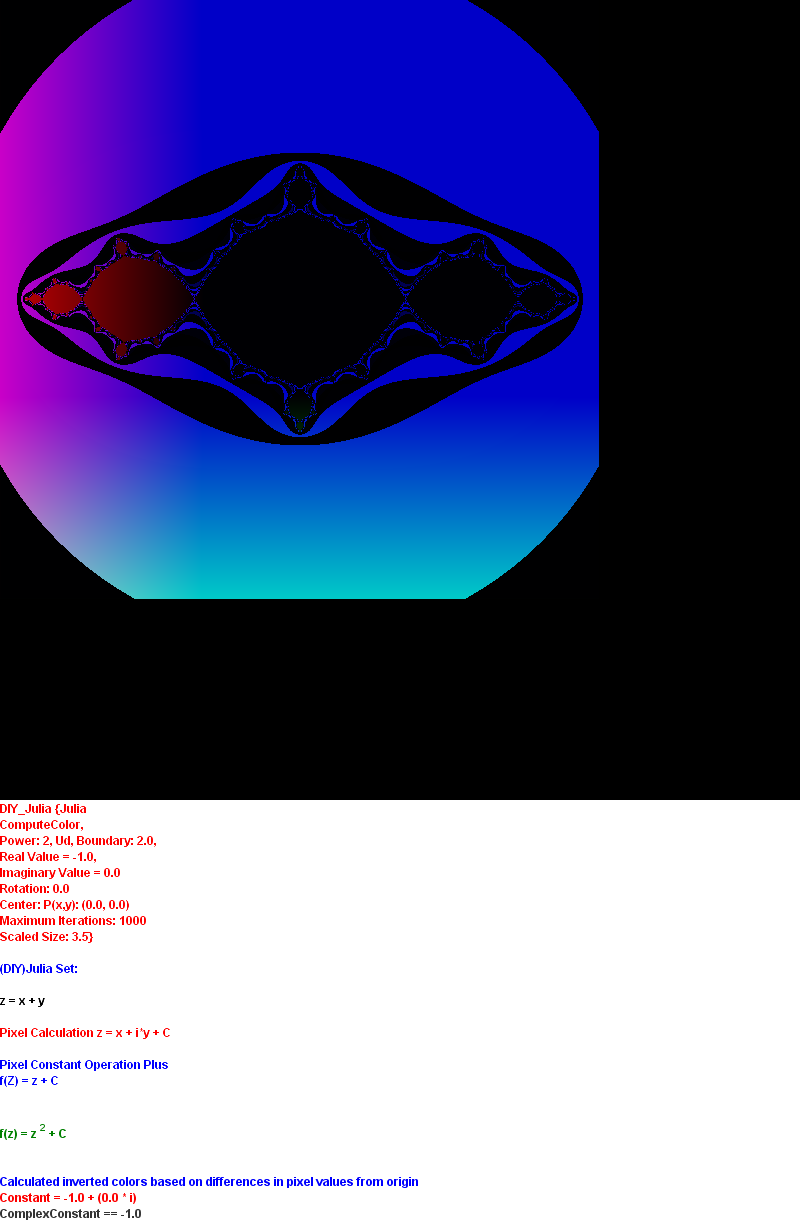 DIY_Julia {Julia
ComputeColor,
Power: 2, Ud, Boundary: 2.0,
Real Value = -1.0,
Imaginary Value = 0.0
Rotation: 0.0
Center: P(x,y): (0.0, 0.0)
Maximum Iterations: 1000
Scaled Size: 3.5}
(DIY)Julia Set:
z = x + y
Pixel Calculation z = x + i*y + C
Pixel Constant Operation Plus
f(Z) = z + C
f(z) = z 2 + C
Calculated inverted colors based on differences in pixel values from origin
Constant = -1.0 + (0.0 * i)
ComplexConstant == -1.0